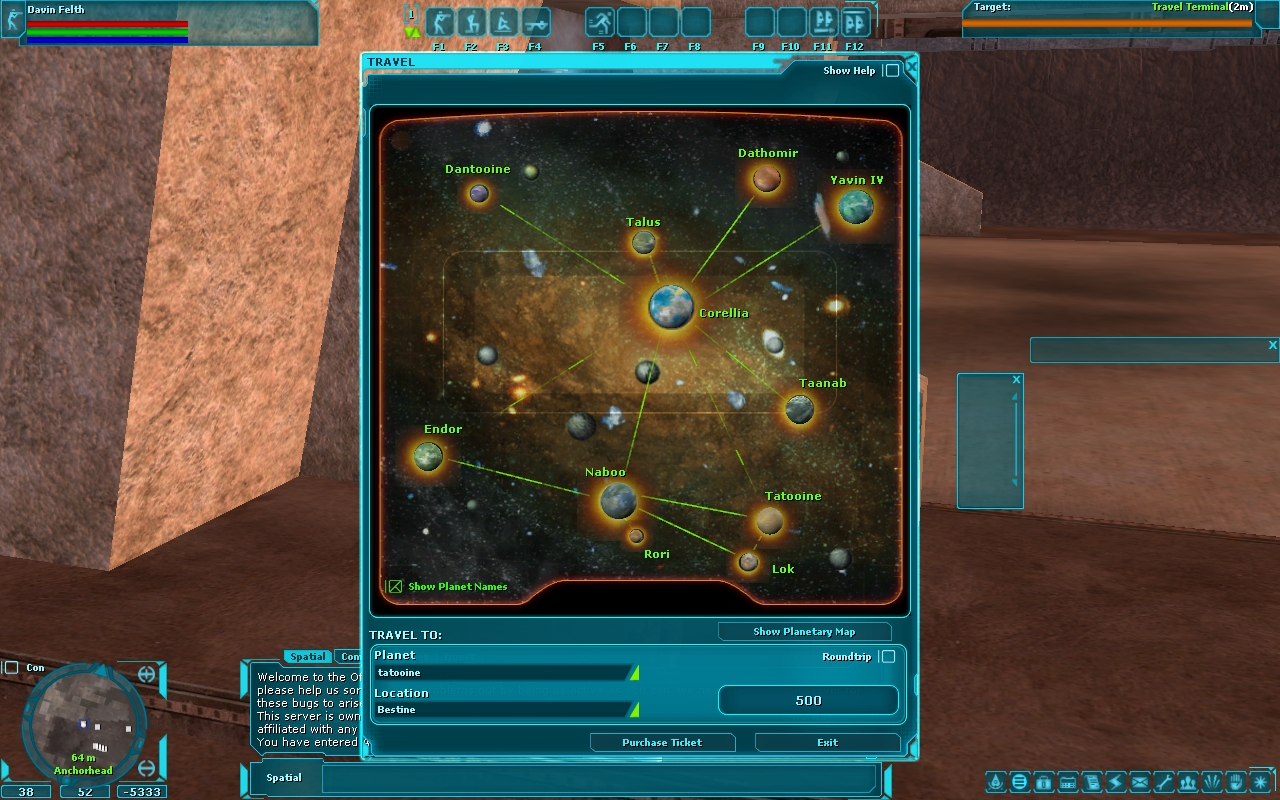 Davin Felth
1
F1 F2 F3 F4 F5 F6 F7 F8 F9 F10 F11 F12
Target: Travel Terminal(2m)
TRAVEL
Show Help
Dathomir
Dantooine
Yavin IV
Talus
Corellia
Taanab
Endor
Naboo
Tatooine
Rori
Lok
Show Planet Names
TRAVEL TO:
Show Planetary Map
Planet
Roundtrip
tatooine
Location
500
Bestine
Purchase Ticket
Exit
Con
64 m
Anchorhead
38 52 -5333
Spatial
Welcome to the
please help us
these bugs to aris
This server is own
affiliated with any
You have entered
Spatial